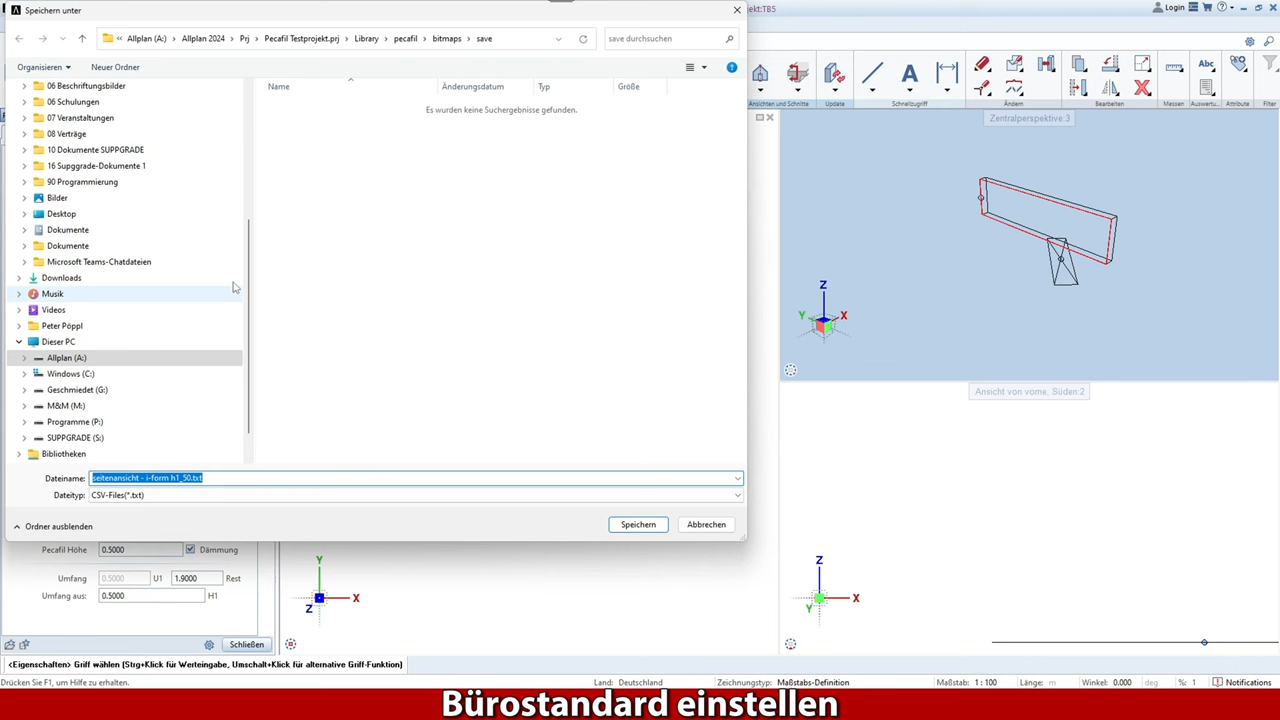 Speichern unter
jekt:TB5
Login
« Allplan (A:) › Allplan 2024 › Prj › Pecafil Testprojekt.prj › Library › pecafil › bitmaps › save
save durchsuchen
Organisieren
Neuer Ordner
Name
Änderungsdatum
Typ
Größe
Es wurden keine Suchergebnisse gefunden.
06 Beschriftungsbilder
06 Schulungen
07 Veranstaltungen
08 Verträge
10 Dokumente SUPPGRADE
16 Supggrade-Dokumente 1
90 Programmierung
Bilder
Desktop
Dokumente
Dokumente
Microsoft Teams-Chatdateien
Downloads
Musik
Videos
Peter Pöppl
Dieser PC
Allplan (A:)
Windows (C:)
Geschmiedet (G:)
M&M (M:)
Programme (P:)
SUPPGRADE (S:)
Bibliotheken
Dateiname: seitenansicht - i-form h1_50.txt
Dateityp: CSV-Files(*.txt)
Ordner ausblenden
Speichern
Abbrechen
Abc
Ansichten und Schnitte
Update
Schnellzugriff
Ändern
Bearbeiten
Messen
Auswertu...
Attribute
Filter
Zentralperspektive:3
Z
Y
X
Ansicht von vorne, Süden:2
Pecafil Höhe 0.5000 Dämmung
Umfang 0.5000 U1 1.9000 Rest
Umfang aus: 0.5000 H1
Schließen
Y
X
Z
Z
X
Y
<Eigenschaften> Griff wählen (Strg+Klick für Werteingabe, Umschalt+Klick für alternative Griff-Funktion)
Drücken Sie F1, um Hilfe zu erhalten.
Land: Deutschland
Zeichnungstyp: Maßstabs-Definition
Maßstab: 1 : 100
Länge: m
Winkel: 0.000 deg
%: 1
Notifications
Bürostandard einstellen